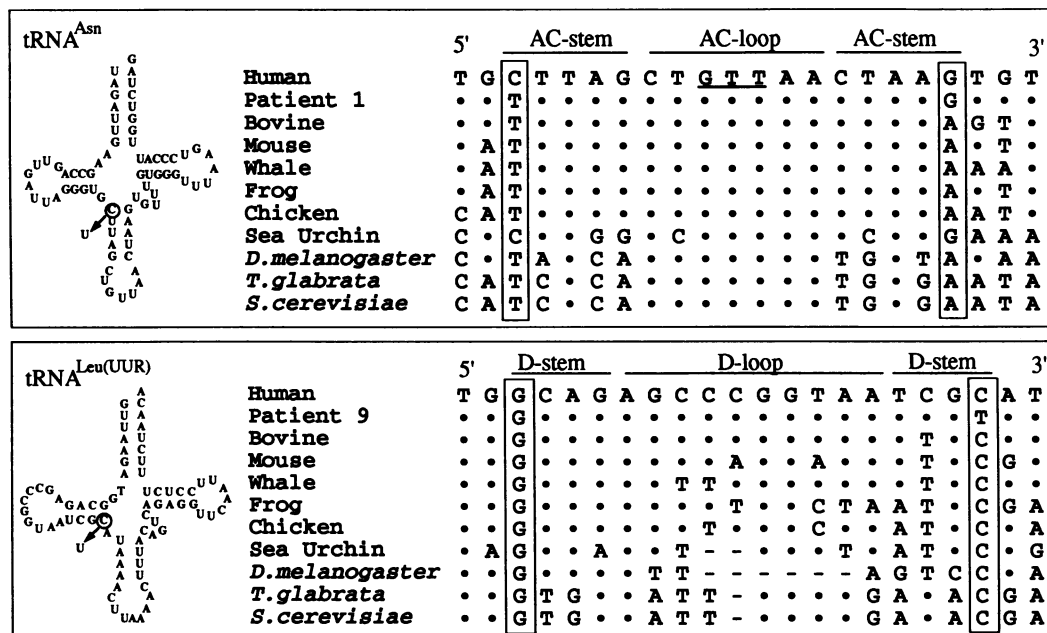 tRNA^Asn
5' AC-stem AC-loop AC-stem 3'
Human T G C T T A G C T G T T A A C T A A G T G T
Patient 1 • • T • • • • • • • • • • • • • • • G • • •
Bovine • • T • • • • • • • • • • • • • • • A G T •
Mouse • A T • • • • • • • • • • • • • • • A • T •
Whale • A T • • • • • • • • • • • • • • • A A A •
Frog • A T • • • • • • • • • • • • • • • A • T •
Chicken C A T • • • • • • • • • • • • • • • A A T •
Sea Urchin C • C • • G G • C • • • • • • C • • G A A A
D.melanogaster C • T A • C A • • • • • • • T G • T A • A A
T.glabrata C A T C • C A • • • • • • • T G • G A A T A
S.cerevisiae C A T C • C A • • • • • • • T G • G A A T A
tRNA^Leu(UUR)
5' D-stem D-loop D-stem 3'
Human T G G C A G A G C C C G G T A A T C G C A T
Patient 9 • • G • • • • • • • • • • • • • • • • T • •
Bovine • • G • • • • • • • • • • • • • • T • C • •
Mouse • • G • • • • • • • A • • A • • • T • C G •
Whale • • G • • • • • T T • • • • • • • T • C • •
Frog • • G • • • • • • • T • • C T A A T • C G A
Chicken • • G • • • • • • T • • • C • • A T • C • A
Sea Urchin • A G • • A • • T - - • • • T • A T • C • G
D.melanogaster • • G • • • • T T - - - - - - A G T C C • A
T.glabrata • • G T G • • A T T - • • • • G A • A C G A
S.cerevisiae • • G T G • • A T T - • • • • G A • A C G A